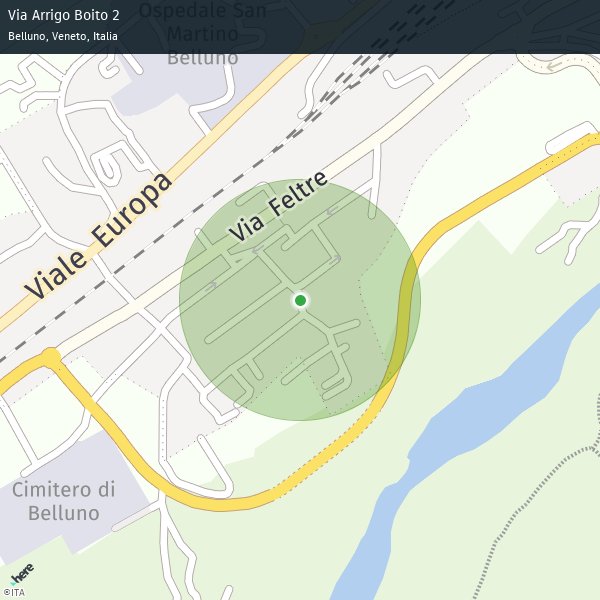 Via Arrigo Boito 2
Belluno, Veneto, Italia
Ospedale San
Martino
Belluno
Viale Europa
Via Feltre
Cimitero di
Belluno
here
©ITA